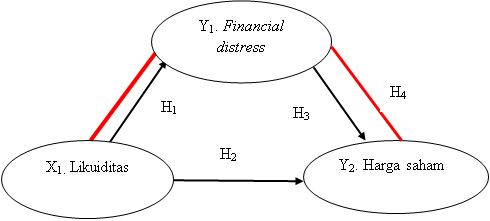 Y1. Financial
distress
H1
H3
H4
H2
X1. Likuiditas
Y2. Harga saham